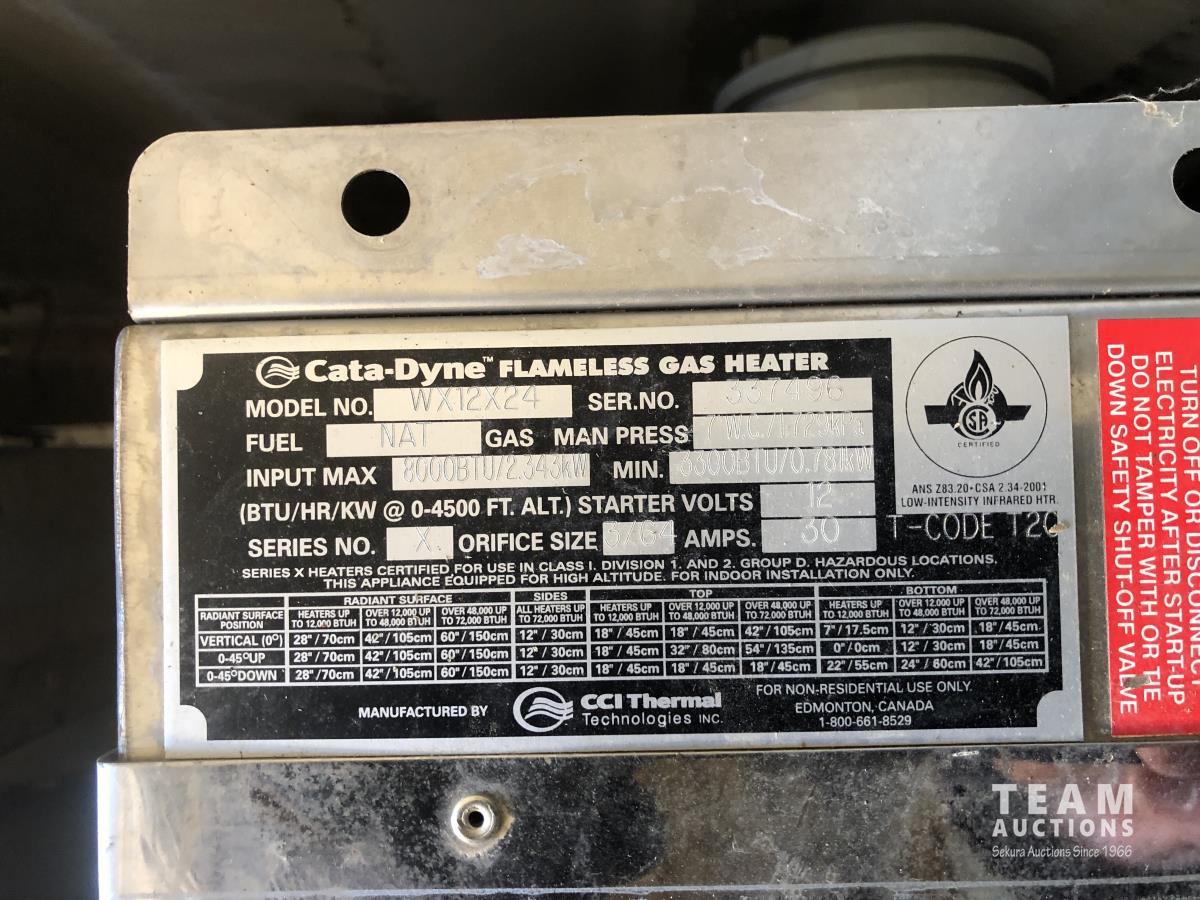 Cata-Dyne™ FLAMELESS GAS HEATER
MODEL NO. WX12X24 SER.NO. 337496
FUEL NAT GAS MAN PRESS 7"W.C./1.729kPa
INPUT MAX 8000BTU/2.343kW MIN. BTU/0.781kW
(BTU/HR/KW @ 0-4500 FT. ALT.) STARTER VOLTS 12
SERIES NO. X ORIFICE SIZE 3/64 AMPS. 30
CERTIFIED
ANS Z83.20•CSA 2.34-2001
LOW-INTENSITY INFRARED HTR.
T-CODE T2C
SERIES X HEATERS CERTIFIED FOR USE IN CLASS I. DIVISION 1. AND 2. GROUP D. HAZARDOUS LOCATIONS.
THIS APPLIANCE EQUIPPED FOR HIGH ALTITUDE. FOR INDOOR INSTALLATION ONLY.
RADIANT SURFACE SIDES TOP BOTTOM
RADIANT SURFACE POSITION HEATERS UP TO 12,000 BTUH OVER 12,000 UP TO 48,000 BTUH OVER 48,000 UP TO 72,000 BTUH ALL HEATERS UP TO 72,000 BTUH HEATERS UP TO 12,000 BTUH OVER 12,000 UP TO 48,000 BTUH OVER 48,000 UP TO 72,000 BTUH HEATERS UP TO 12,000 BTUH OVER 12,000 UP TO 48,000 BTUH OVER 48,000 UP TO 72,000 BTUH
VERTICAL (0°) 28"/70cm 42"/105cm 60"/150cm 12"/30cm 18"/45cm 18"/45cm 42"/105cm 7"/17.5cm 12"/30cm 18"/45cm
0-45°UP 28"/70cm 42"/105cm 60"/150cm 12"/30cm 18"/45cm 32"/80cm 54"/135cm 0"/0cm 12"/30cm 18"/45cm
0-45°DOWN 28"/70cm 42"/105cm 60"/150cm 12"/30cm 18"/45cm 18"/45cm 18"/45cm 22"/55cm 24"/60cm 42"/105cm
MANUFACTURED BY CCI Thermal Technologies INC.
FOR NON-RESIDENTIAL USE ONLY.
EDMONTON, CANADA
1-800-661-8529
TURN OFF OR DISCONNECT
ELECTRICITY AFTER START-UP
DO NOT TAMPER WITH OR TIE
DOWN SAFETY SHUT-OFF VALVE
TEAM
AUCTIONS
Sekura Auctions Since 1966